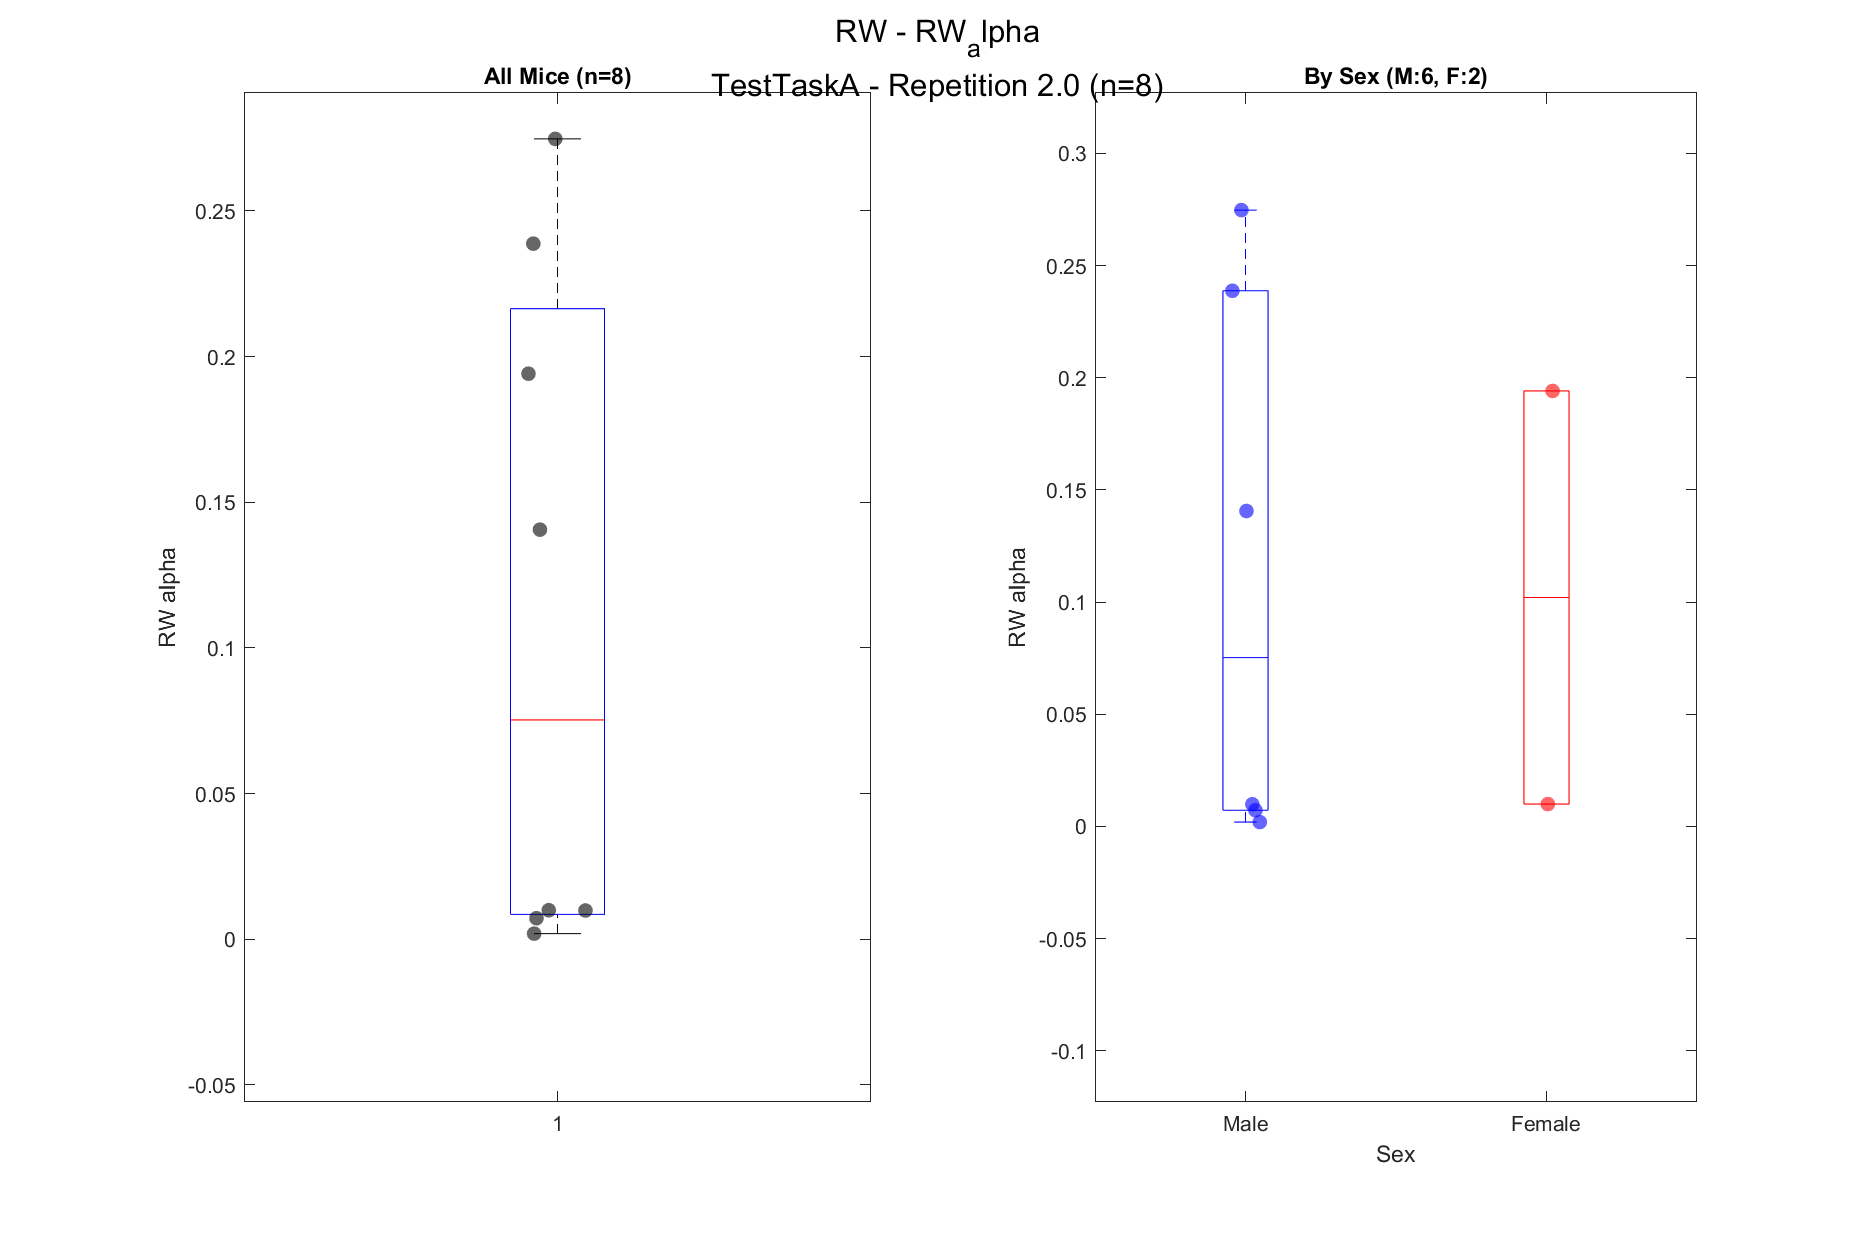 RW - RW_alpha
TestTaskA - Repetition 2.0 (n=8)
All Mice (n=8)
RW alpha
0.25
0.2
0.15
0.1
0.05
0
-0.05
1
By Sex (M:6, F:2)
RW alpha
0.3
0.25
0.2
0.15
0.1
0.05
0
-0.05
-0.1
Male Female
Sex